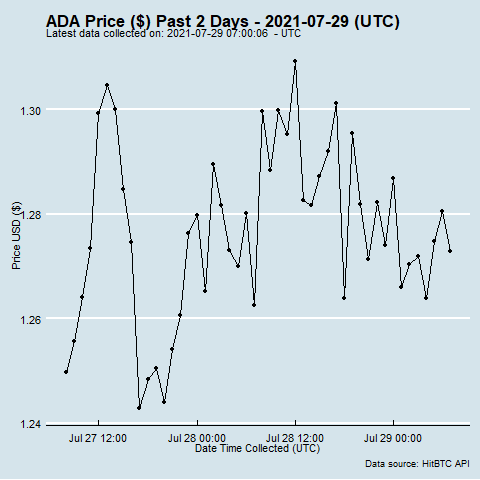 ADA Price ($) Past 2 Days - 2021-07-29 (UTC)
Latest data collected on: 2021-07-29 07:00:06 - UTC
1.30
1.28
1.26
1.24
Price USD ($)
Jul 27 12:00 Jul 28 00:00 Jul 28 12:00 Jul 29 00:00
Date Time Collected (UTC)
Data source: HitBTC API